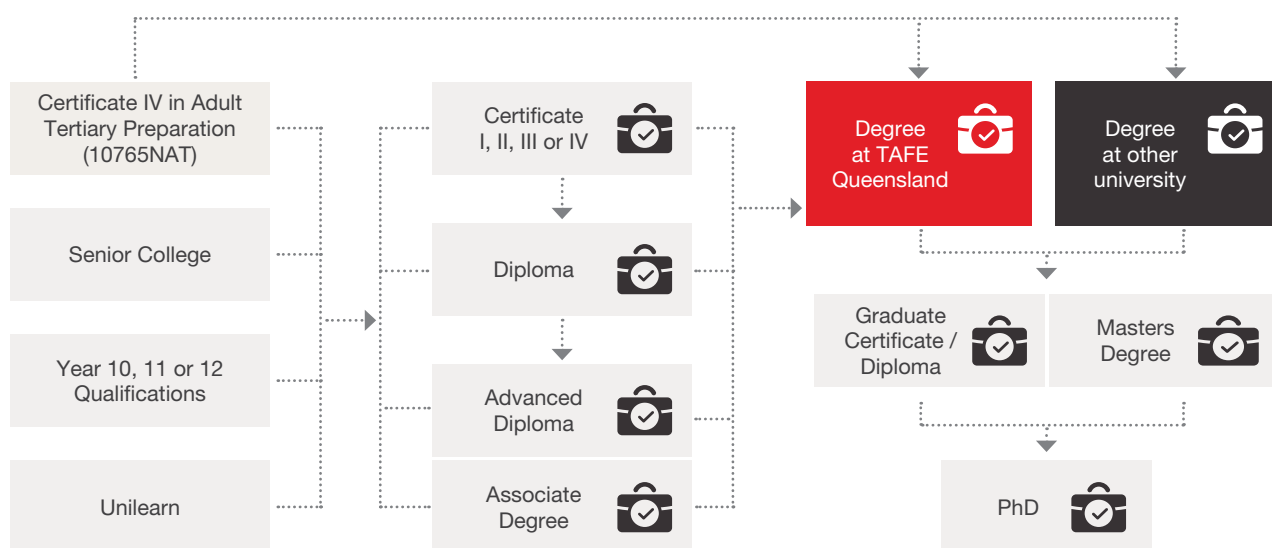 Certificate IV in Adult
Tertiary Preparation
(10765NAT)
Senior College
Year 10, 11 or 12
Qualifications
Unilearn
Certificate
I, II, III or IV
Diploma
Advanced
Diploma
Associate
Degree
Degree
at TAFE
Queensland
Degree
at other
university
Graduate
Certificate /
Diploma
Masters
Degree
PhD